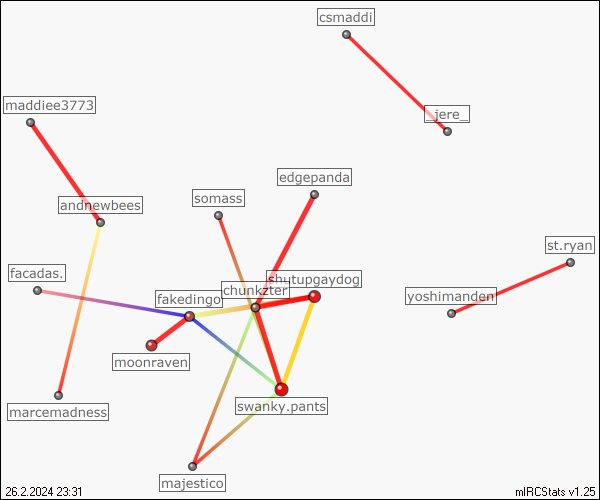 csmaddi
maddiee3773
_jere_
edgepanda
somass
andnewbees
st.ryan
facadas.
shutupgaydog
chunkzter
fakedingo
yoshimanden
moonraven
swanky.pants
marcemadness
majestico
26.2.2024 23:31
mIRCStats v1.25